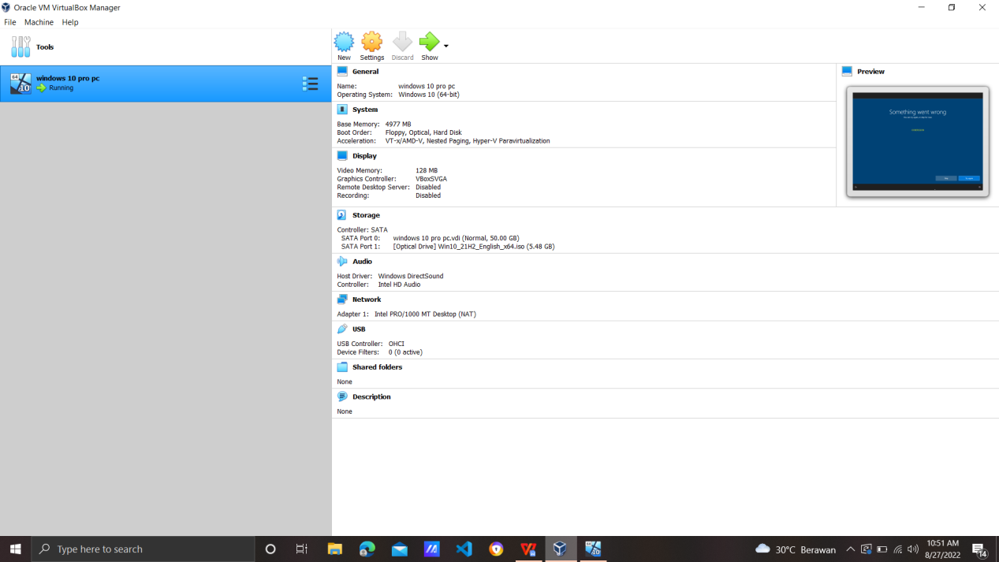 Oracle VM VirtualBox Manager
File Machine Help
Tools
New Settings Discard Show
64
10
windows 10 pro pc
Running
General
Name: windows 10 pro pc
Operating System: Windows 10 (64-bit)
System
Base Memory: 4977 MB
Boot Order: Floppy, Optical, Hard Disk
Acceleration: VT-x/AMD-V, Nested Paging, Hyper-V Paravirtualization
Display
Video Memory: 128 MB
Graphics Controller: VBoxSVGA
Remote Desktop Server: Disabled
Recording: Disabled
Preview
Something went wrong
Storage
Controller: SATA
SATA Port 0: windows 10 pro pc.vdi (Normal, 50.00 GB)
SATA Port 1: [Optical Drive] Win10_21H2_English_x64.iso (5.48 GB)
Audio
Host Driver: Windows DirectSound
Controller: Intel HD Audio
Network
Adapter 1: Intel PRO/1000 MT Desktop (NAT)
USB
USB Controller: OHCI
Device Filters: 0 (0 active)
Shared folders
None
Description
None
Type here to search
30°C Berawan
10:51 AM
8/27/2022
14